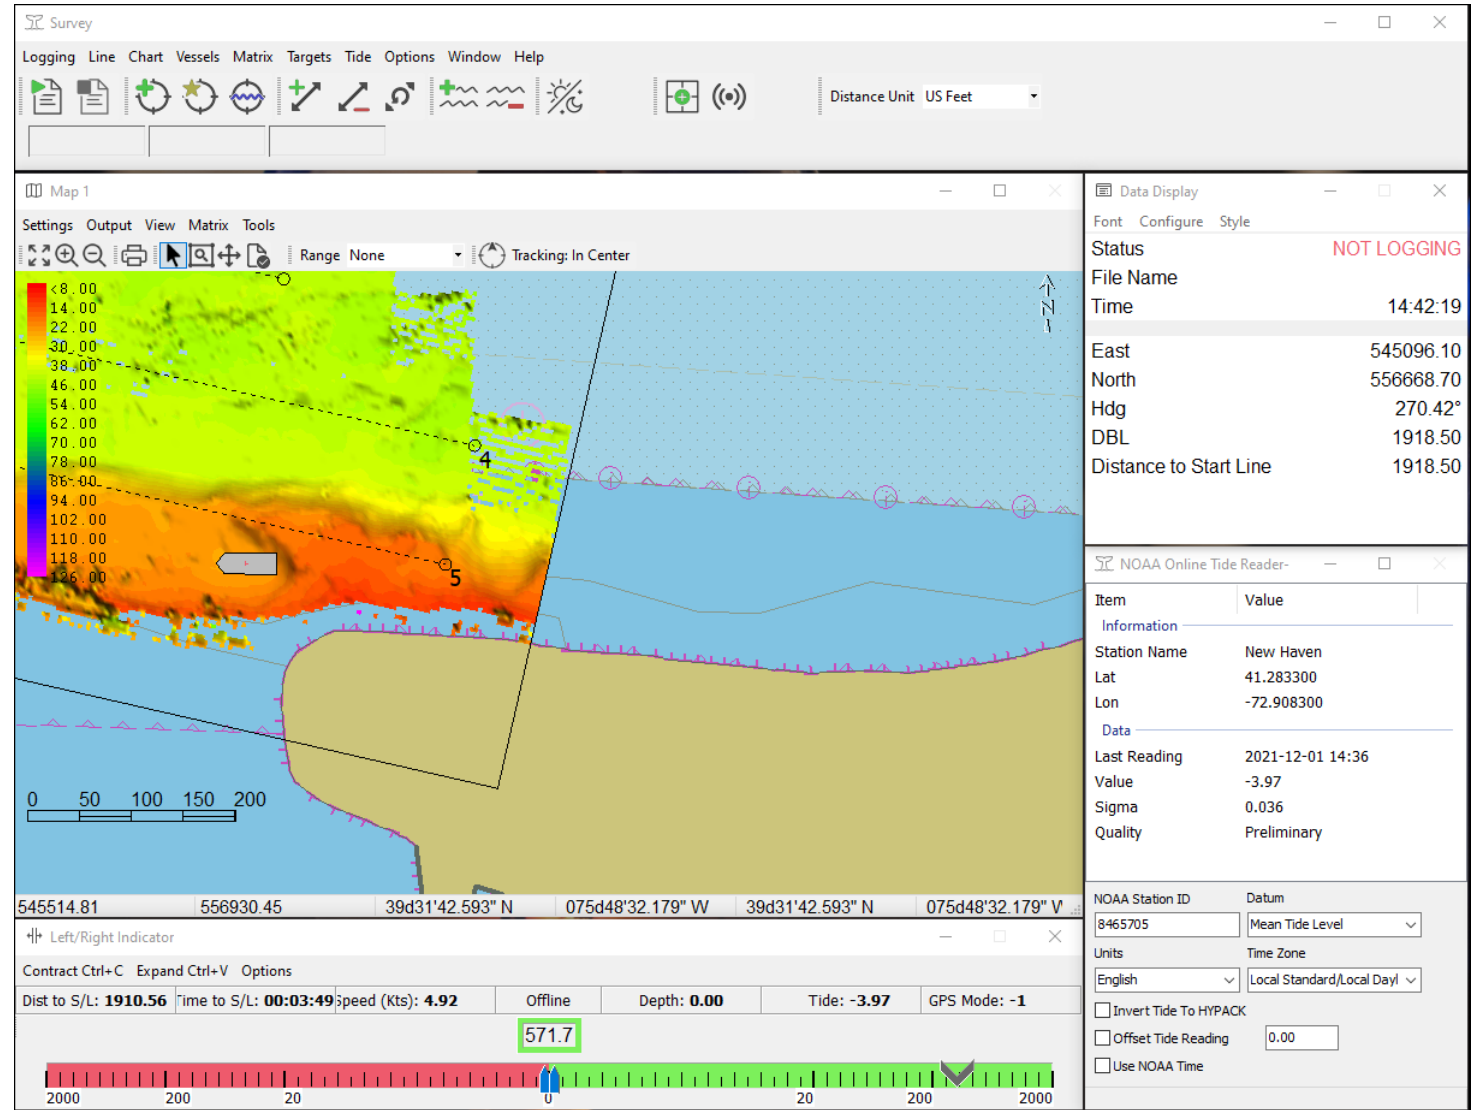 Survey
Logging Line Chart Vessels Matrix Targets Tide Options Window Help
Distance Unit US Feet
Map 1
Settings Output View Matrix Tools
Range None Tracking: In Center
<8.00
14.00
22.00
30.00
38.00
46.00
54.00
62.00
70.00
78.00
86.00
94.00
102.00
110.00
118.00
126.00
N
4
5
0 50 100 150 200
545514.81 556930.45 39d31'42.593" N 075d48'32.179" W 39d31'42.593" N 075d48'32.179" W
Data Display
Font Configure Style
Status NOT LOGGING
File Name
Time 14:42:19
East 545096.10
North 556668.70
Hdg 270.42°
DBL 1918.50
Distance to Start Line 1918.50
NOAA Online Tide Reader-
Item Value
Information
Station Name New Haven
Lat 41.283300
Lon -72.908300
Data
Last Reading 2021-12-01 14:36
Value -3.97
Sigma 0.036
Quality Preliminary
NOAA Station ID Datum
8465705 Mean Tide Level
Units Time Zone
English Local Standard/Local Dayl
Invert Tide To HYPACK
Offset Tide Reading 0.00
Use NOAA Time
Left/Right Indicator
Contract Ctrl+C Expand Ctrl+V Options
Dist to S/L: 1910.56 Time to S/L: 00:03:49 Speed (Kts): 4.92 Offline Depth: 0.00 Tide: -3.97 GPS Mode: -1
571.7
2000 200 20 0 20 200 2000